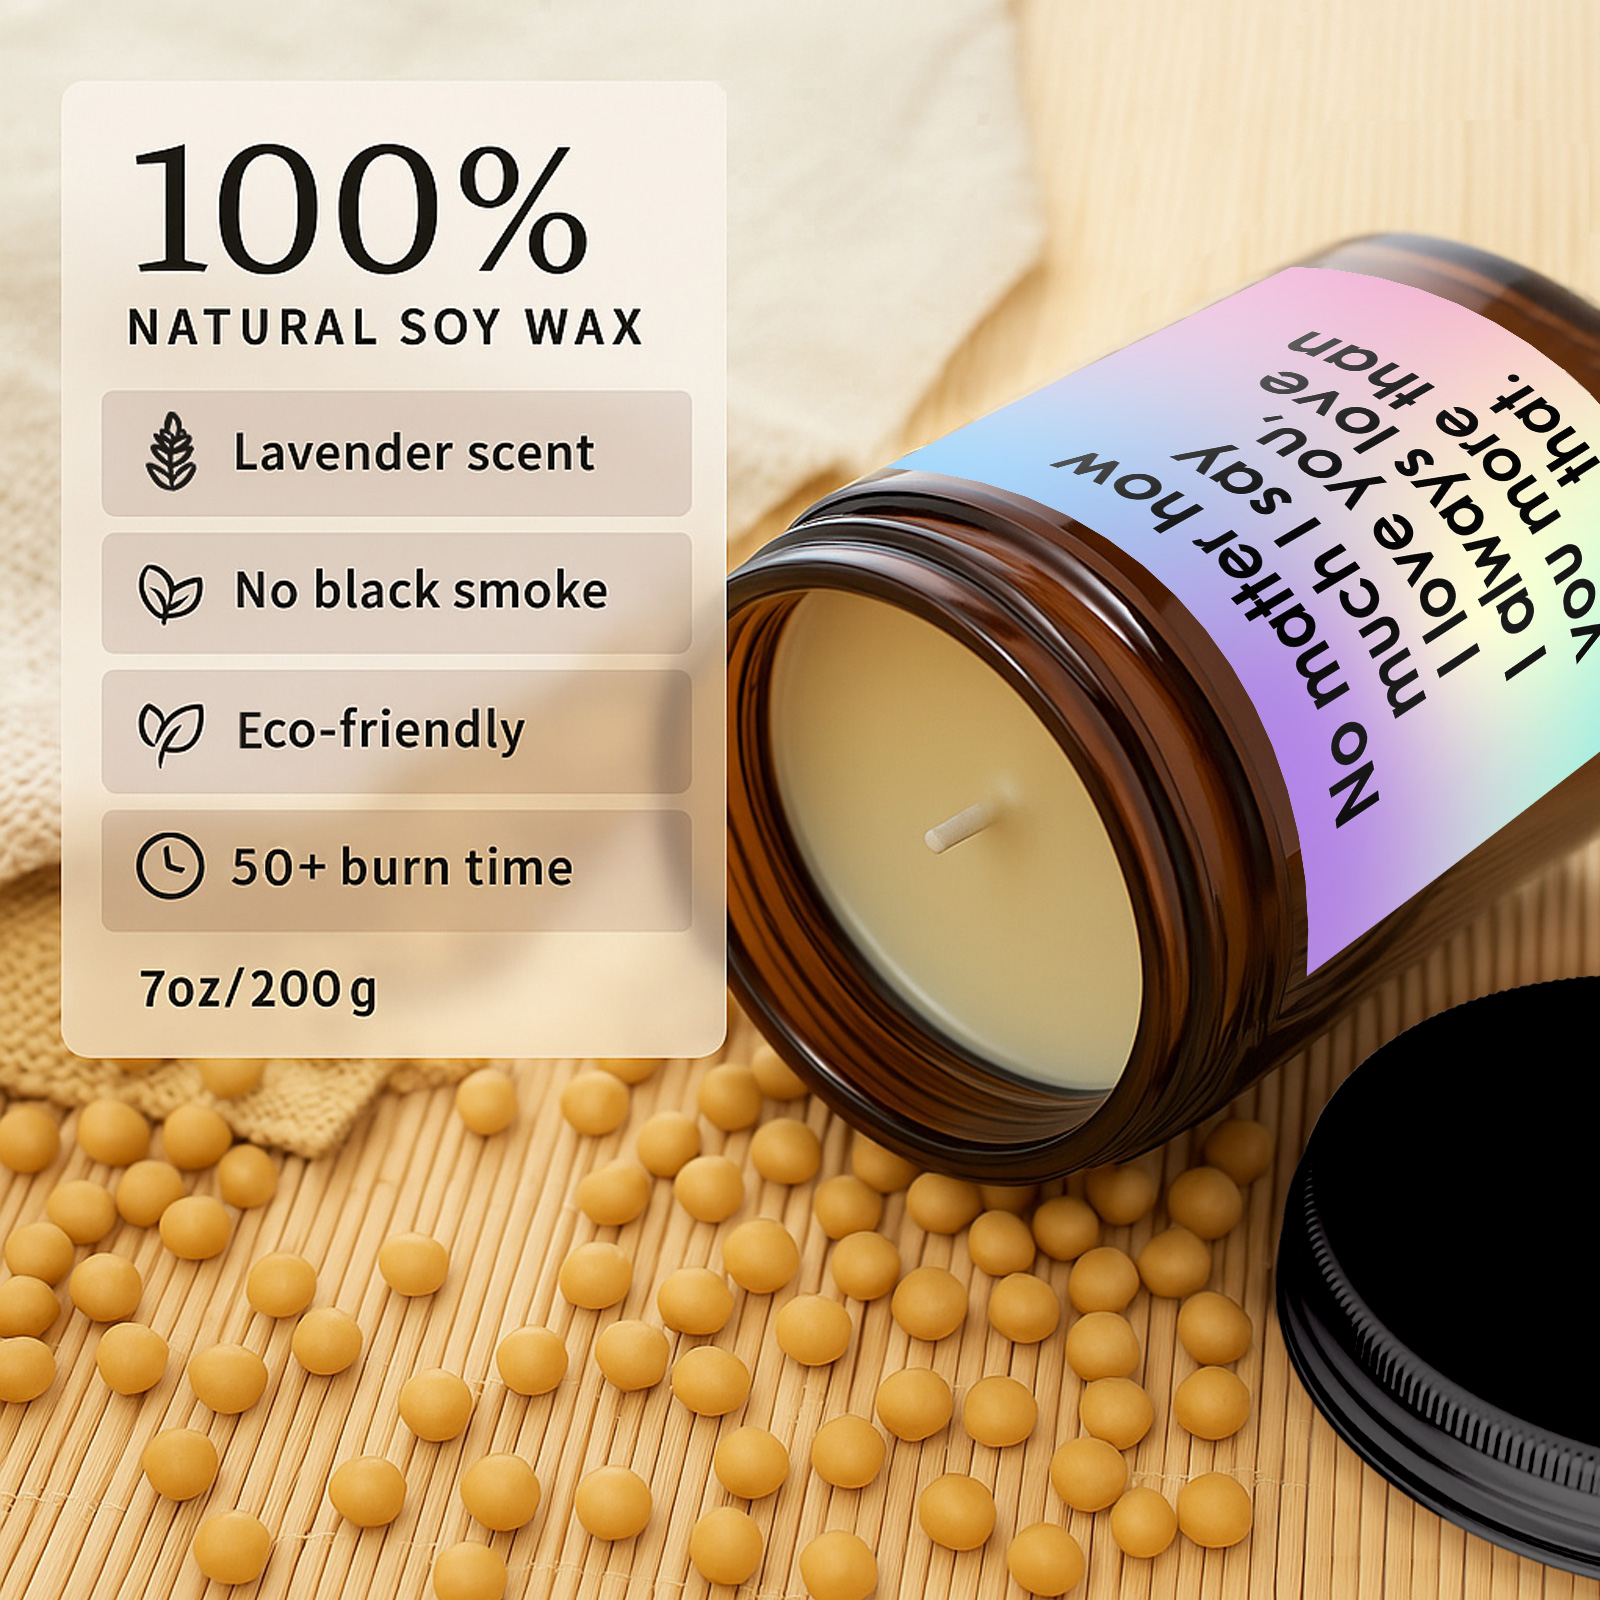 100%
NATURAL SOY WAX
Lavender scent
No black smoke
Eco-friendly
50+ burn time
7oz/200g
No matter how
much I say
I love you,
I always love
you more than
that.